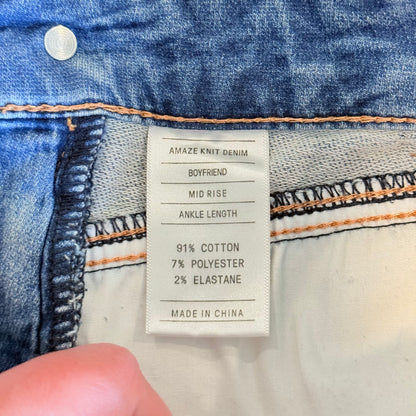 AMAZE KNIT DENIM
BOYFRIEND
MID RISE
ANKLE LENGTH
91% COTTON
7% POLYESTER
2% ELASTANE
MADE IN CHINA